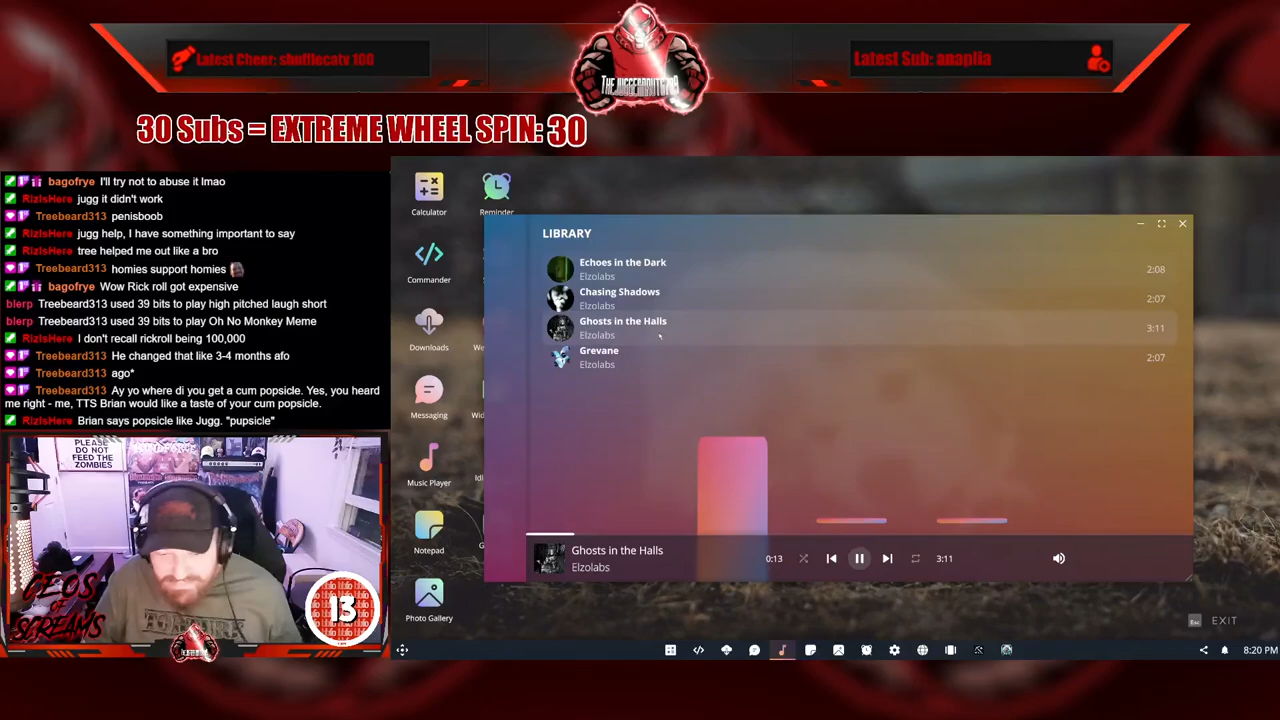 Latest Cheer: shufflecatv 100
THEJUGGERNUT6789
Latest Sub: anaplia
30 Subs = EXTREME WHEEL SPIN: 30
bagofrye I'll try not to abuse it lmao
RizIsHere jugg it didn't work
Treebeard313 penisboob
RizIsHere jugg help, I have something important to say
RizIsHere tree helped me out like a bro
Treebeard313 homies support homies
bagofrye Wow Rick roll got expensive
blerp Treebeard313 used 39 bits to play high pitched laugh short
blerp Treebeard313 used 39 bits to play Oh No Monkey Meme
RizIsHere I don't recall rickroll being 100,000
Treebeard313 He changed that like 3-4 months afo
Treebeard313 ago*
Treebeard313 Ay yo where di you get a cum popsicle. Yes, you heard
me right - me, TTS Brian would like a taste of your cum popsicle.
RizIsHere Brian says popsicle like Jugg. "pupsicle"
Calculator
Reminder
Commander
Downloads
Messaging
Music Player
Notepad
Photo Gallery
LIBRARY
Echoes in the Dark
Elzolabs
2:08
Chasing Shadows
Elzolabs
2:07
Ghosts in the Halls
Elzolabs
3:11
Grevane
Elzolabs
2:07
Ghosts in the Halls
Elzolabs
0:13
3:11
Esc EXIT
8:20 PM
PLEASE
DO NOT
FEED THE
ZOMBIES
GEOS
OF
SCREAMS
13